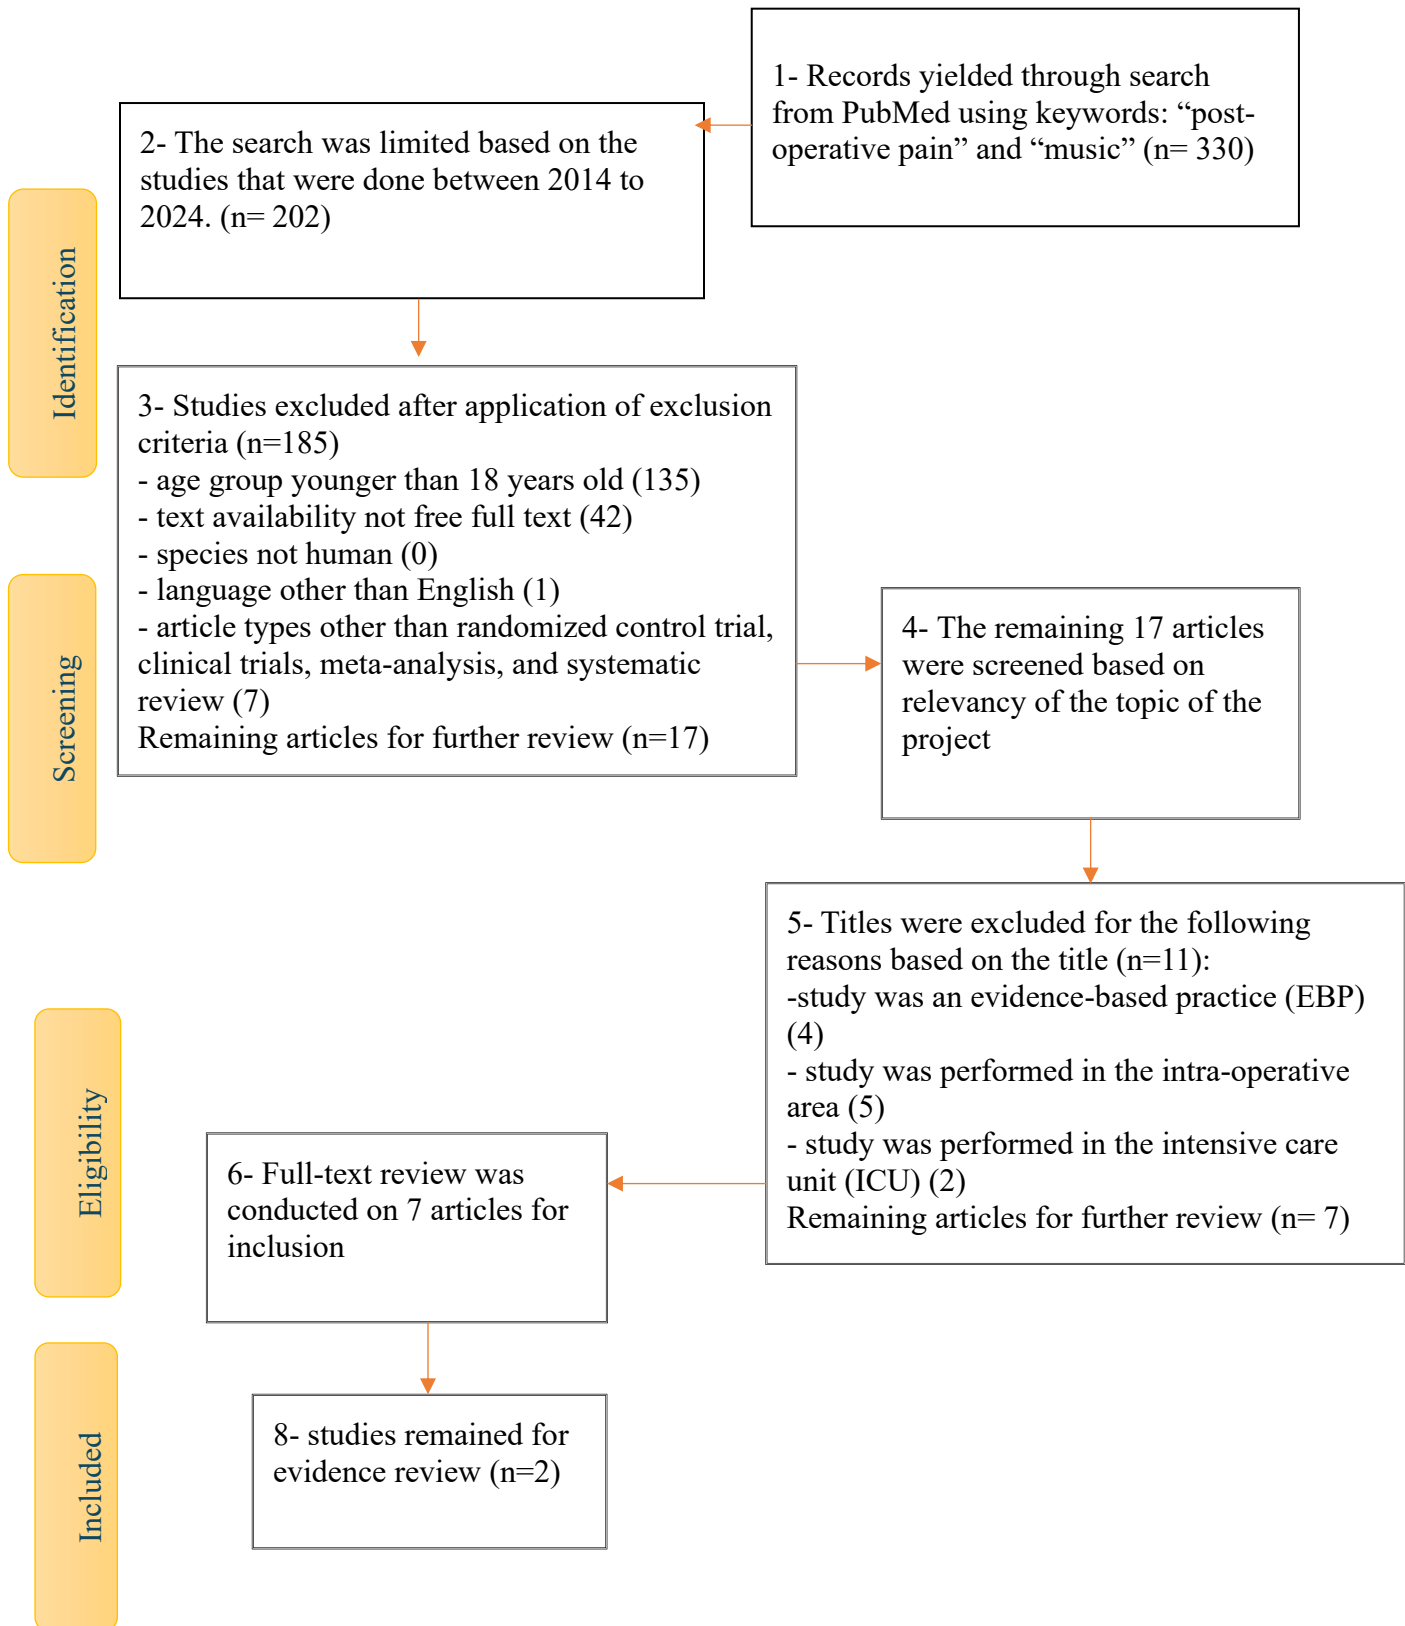 1- Records yielded through search
from PubMed using keywords: “post-
operative pain” and “music” (n= 330)
2- The search was limited based on the
studies that were done between 2014 to
2024. (n= 202)
Identification
3- Studies excluded after application of exclusion
criteria (n=185)
- age group younger than 18 years old (135)
- text availability not free full text (42)
- species not human (0)
- language other than English (1)
- article types other than randomized control trial,
clinical trials, meta-analysis, and systematic
review (7)
Remaining articles for further review (n=17)
Screening
4- The remaining 17 articles
were screened based on
relevancy of the topic of the
project
5- Titles were excluded for the following
reasons based on the title (n=11):
-study was an evidence-based practice (EBP)
(4)
- study was performed in the intra-operative
area (5)
- study was performed in the intensive care
unit (ICU) (2)
Remaining articles for further review (n= 7)
Eligibility
6- Full-text review was
conducted on 7 articles for
inclusion
Included
8- studies remained for
evidence review (n=2)